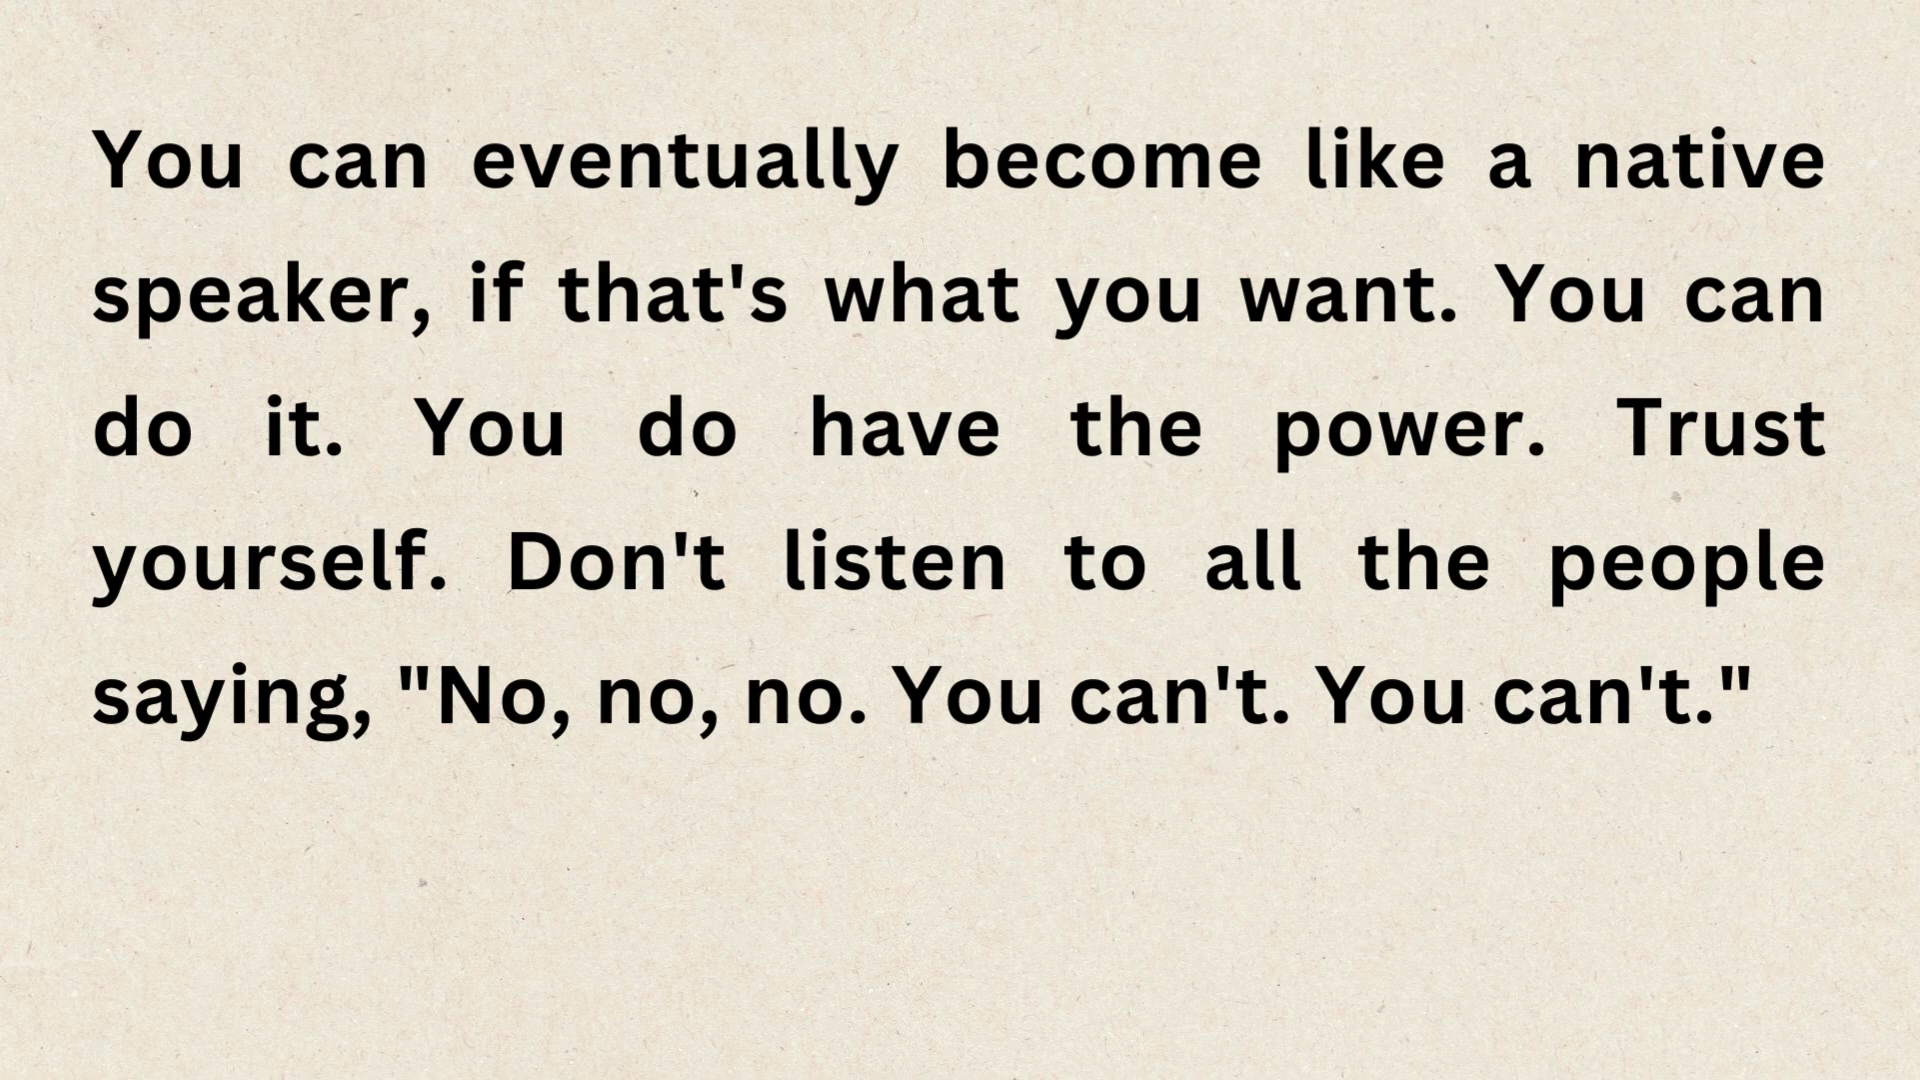 You can eventually become like a native
speaker, if that's what you want. You can
do it. You do have the power. Trust
yourself. Don't listen to all the people
saying, "No, no, no. You can't. You can't."